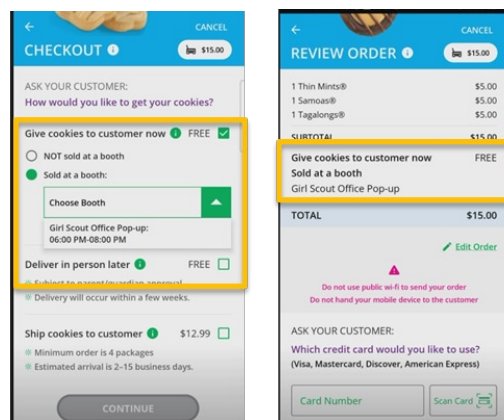 CANCEL
CHECKOUT
$15.00
ASK YOUR CUSTOMER:
How would you like to get your cookies?
Give cookies to customer now FREE
NOT sold at a booth
Sold at a booth:
Choose Booth
Girl Scout Office Pop-up:
06:00 PM-08:00 PM
Deliver in person later FREE
Subject to parent/guardian approval
Delivery will occur within a few weeks.
Ship cookies to customer $12.99
Minimum order is 4 packages
Estimated arrival is 2-15 business days.
CONTINUE
CANCEL
REVIEW ORDER
$15.00
1 Thin Mints® $5.00
1 Samoas® $5.00
1 Tagalongs® $5.00
SUBTOTAL $15.00
Give cookies to customer now FREE
Sold at a booth
Girl Scout Office Pop-up
TOTAL $15.00
Edit Order
Do not use public wi-fi to send your order
Do not hand your mobile device to the customer
ASK YOUR CUSTOMER:
Which credit card would you like to use?
(Visa, Mastercard, Discover, American Express)
Card Number
Scan Card